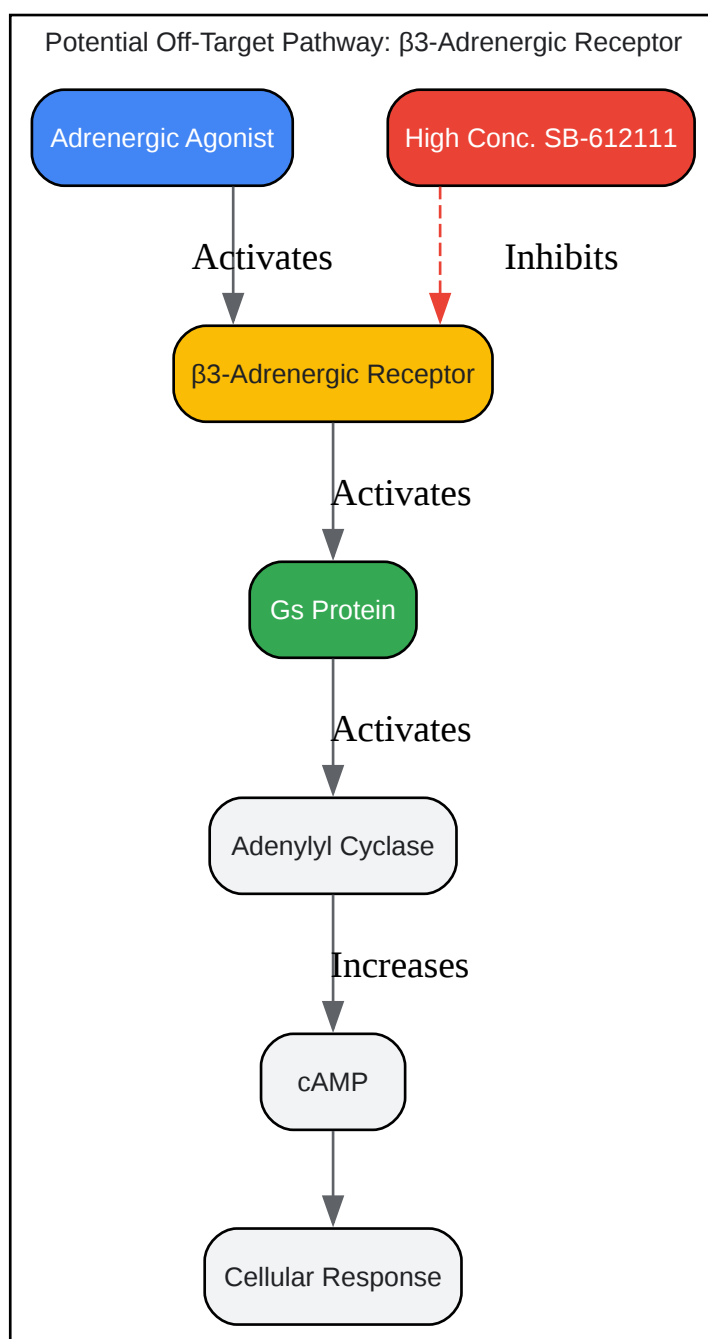 Potential Off-Target Pathway: β3-Adrenergic Receptor
Adrenergic Agonist
High Conc. SB-612111
Activates
Inhibits
β3-Adrenergic Receptor
Activates
Gs Protein
Activates
Adenylyl Cyclase
Increases
cAMP
Cellular Response